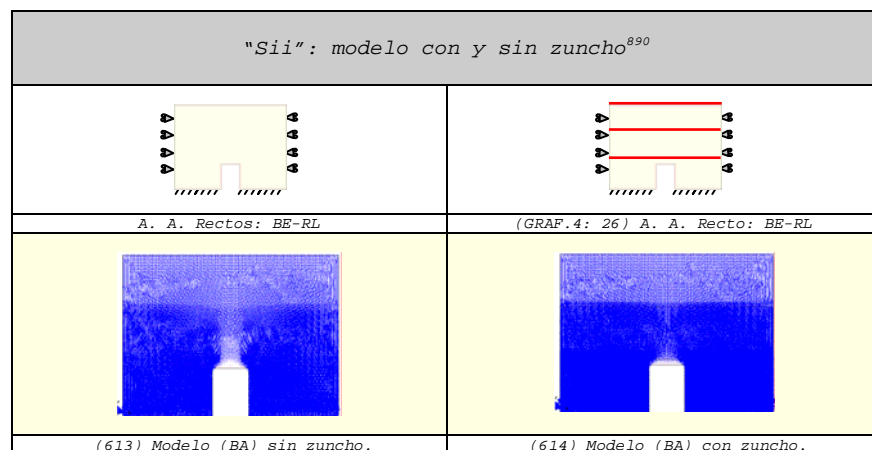 "Sii": modelo con y sin zuncho890
A. A. Rectos: BE-RL
(GRAF.4: 26) A. A. Recto: BE-RL
(613) Modelo (BA) sin zuncho.
(614) Modelo (BA) con zuncho.